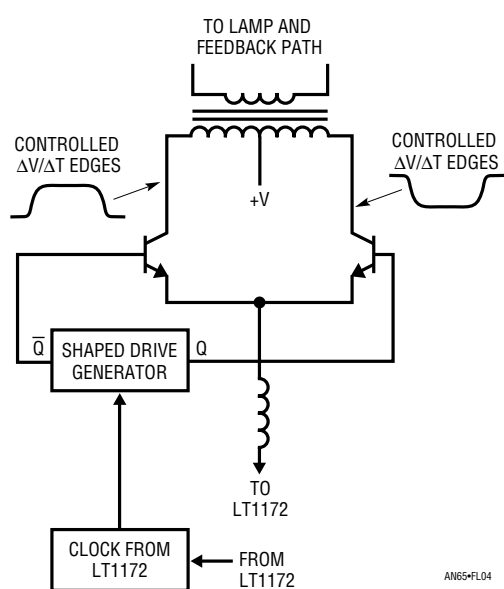 TO LAMP AND
FEEDBACK PATH
CONTROLLED
ΔV/ΔT EDGES
CONTROLLED
ΔV/ΔT EDGES
+V
Q̅
SHAPED DRIVE
GENERATOR
Q
TO
LT1172
CLOCK FROM
LT1172
FROM
LT1172
AN65•FL04